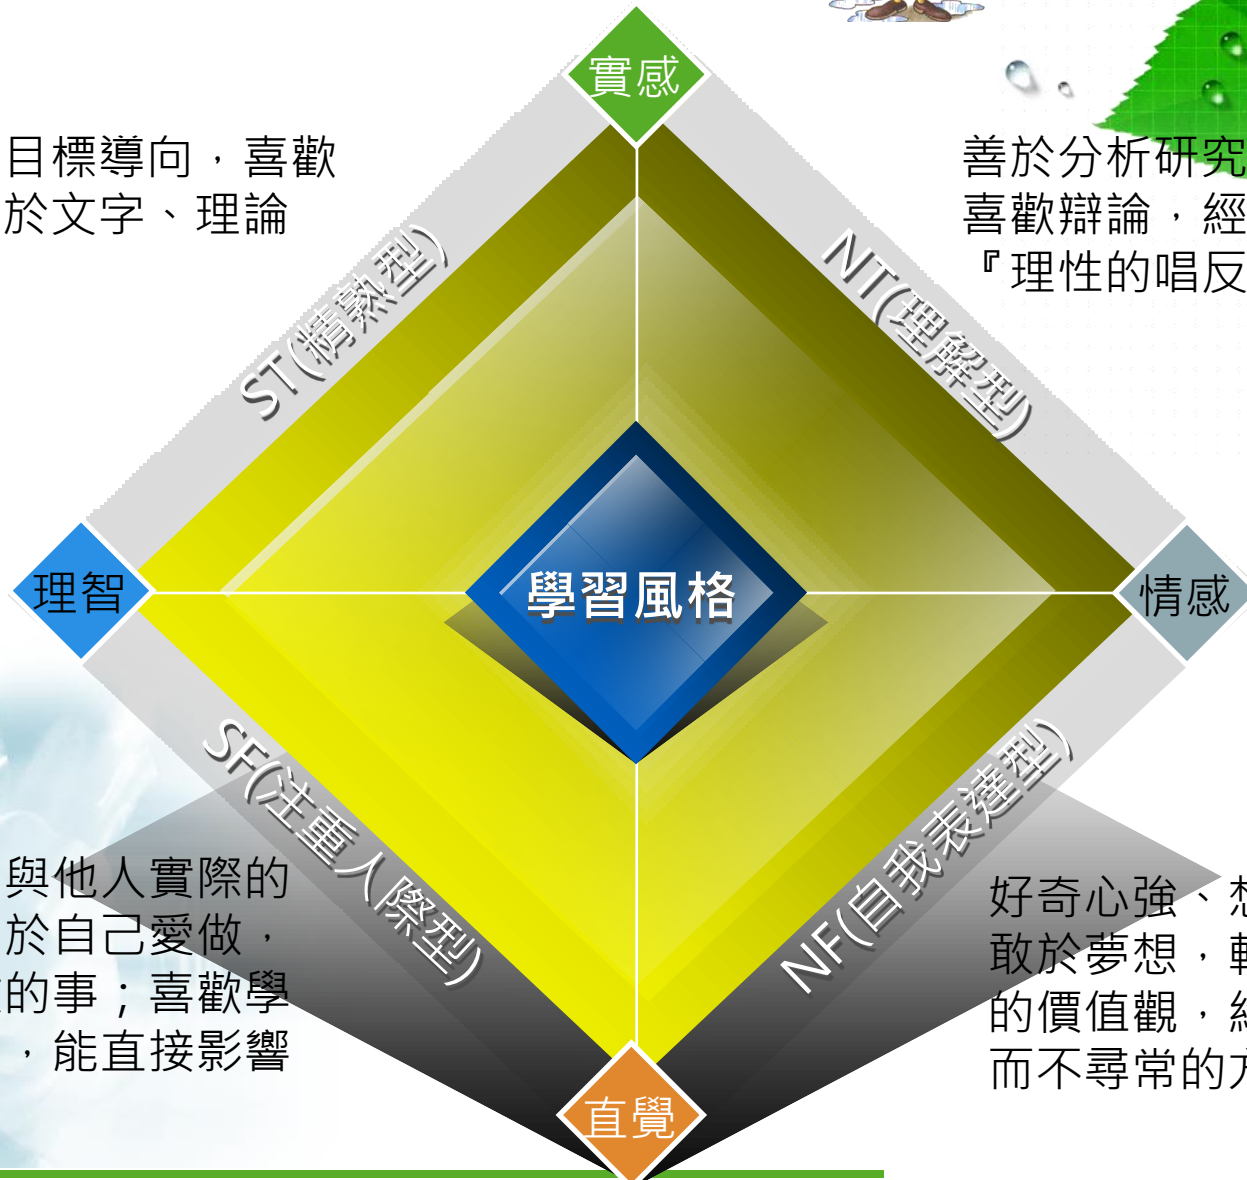 實感
目標導向，喜歡
於文字、理論
善於分析研究
喜歡辯論，經
『理性的唱反
ST(精熟型)
NT(理解型)
理智
學習風格
情感
SF(注重人際型)
NF(自我表達型)
與他人實際的
於自己愛做，
的事；喜歡學
，能直接影響
好奇心強、想
敢於夢想，
的價值觀，
而不尋常的方
直覺